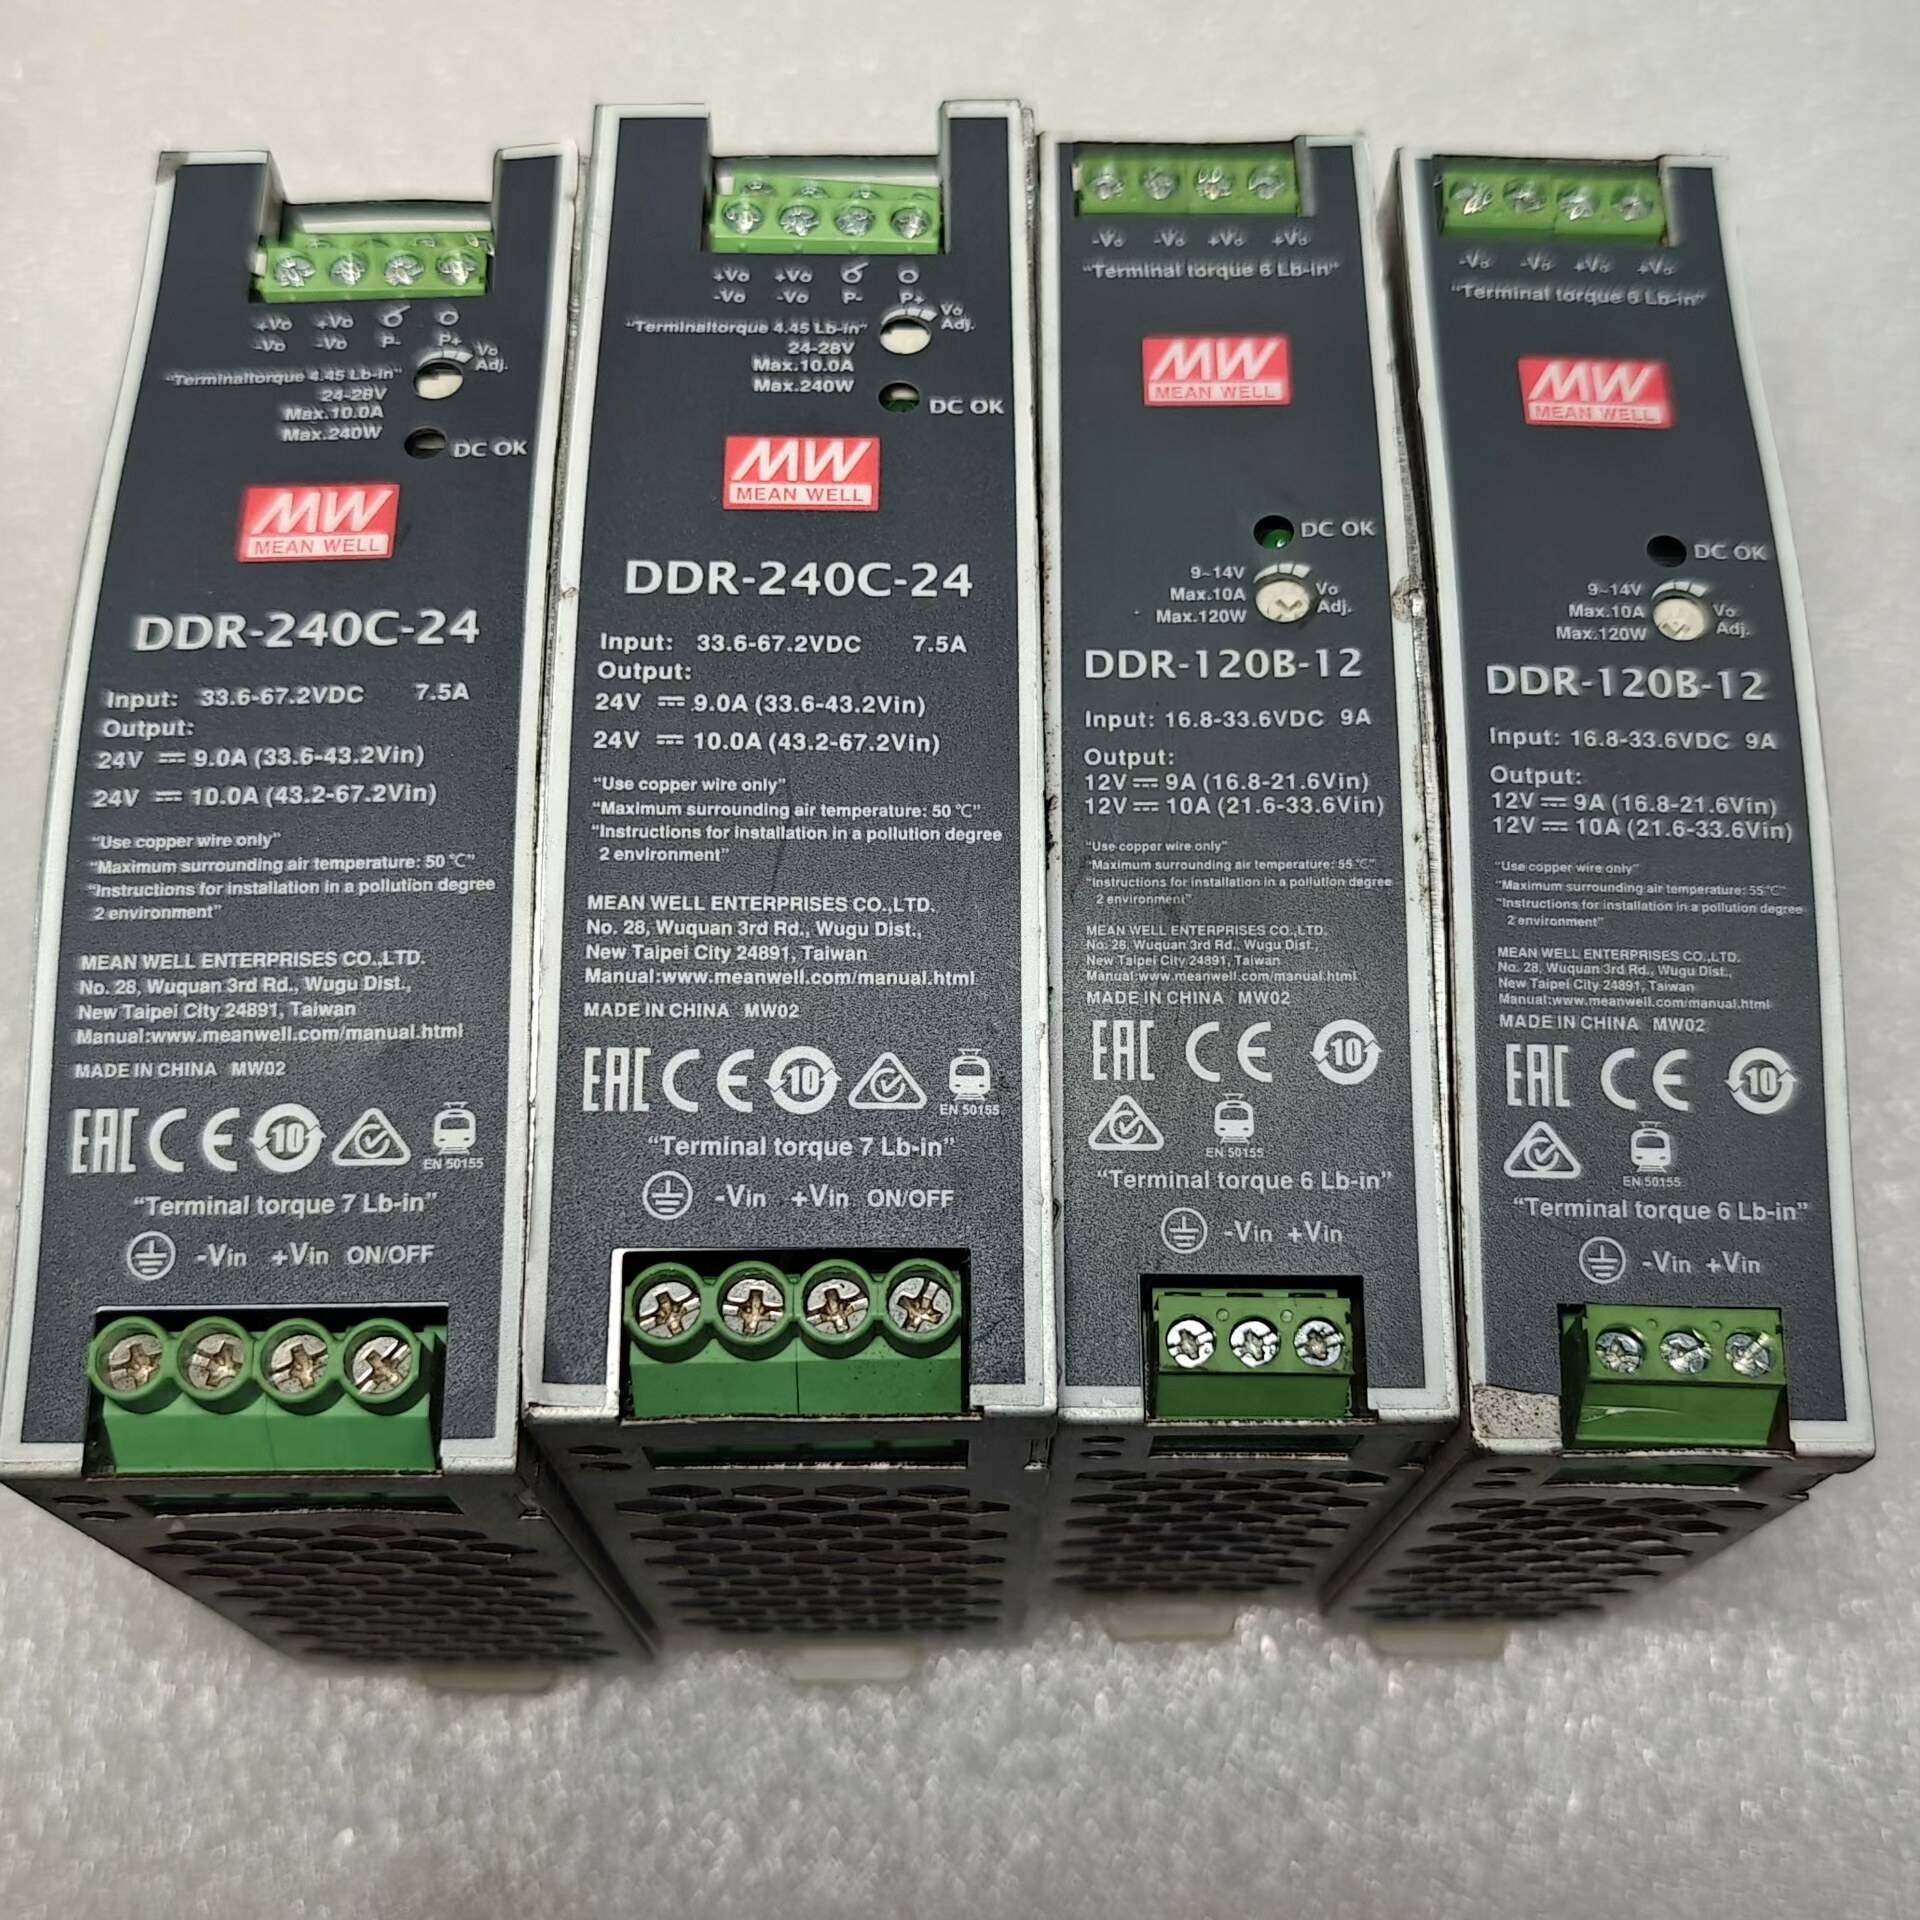 +Vo +Vo
-Vo -Vo P- P+
Vo
Adj.
"Terminaltorque 4.45 Lb-in"
24-28V
Max.10.0A
Max.240W
DC OK
MW
MEAN WELL
DDR-240C-24
Input: 33.6-67.2VDC 7.5A
Output:
24V ⎓ 9.0A (33.6-43.2Vin)
24V ⎓ 10.0A (43.2-67.2Vin)
"Use copper wire only"
"Maximum surrounding air temperature: 50 ℃"
"Instructions for installation in a pollution degree
2 environment"
MEAN WELL ENTERPRISES CO.,LTD.
No. 28, Wuquan 3rd Rd., Wugu Dist.,
New Taipei City 24891, Taiwan
Manual:www.meanwell.com/manual.html
MADE IN CHINA MW02
EAC CE 10
EN 50155
"Terminal torque 7 Lb-in"
-Vin +Vin ON/OFF
+Vo +Vo
-Vo -Vo P- P+
Vo
Adj.
"Terminaltorque 4.45 Lb-in"
24-28V
Max.10.0A
Max.240W
DC OK
MW
MEAN WELL
DDR-240C-24
Input: 33.6-67.2VDC 7.5A
Output:
24V ⎓ 9.0A (33.6-43.2Vin)
24V ⎓ 10.0A (43.2-67.2Vin)
"Use copper wire only"
"Maximum surrounding air temperature: 50 ℃"
"Instructions for installation in a pollution degree
2 environment"
MEAN WELL ENTERPRISES CO.,LTD.
No. 28, Wuquan 3rd Rd., Wugu Dist.,
New Taipei City 24891, Taiwan
Manual:www.meanwell.com/manual.html
MADE IN CHINA MW02
EAC CE 10
EN 50155
"Terminal torque 7 Lb-in"
-Vin +Vin ON/OFF
-Vo -Vo +Vo +Vo
"Terminal torque 6 Lb-in"
MW
MEAN WELL
DC OK
9~14V
Max.10A
Max.120W
Vo
Adj.
DDR-120B-12
Input: 16.8-33.6VDC 9A
Output:
12V ⎓ 9A (16.8-21.6Vin)
12V ⎓ 10A (21.6-33.6Vin)
"Use copper wire only"
"Maximum surrounding air temperature: 55 ℃"
"Instructions for installation in a pollution degree
2 environment"
MEAN WELL ENTERPRISES CO.,LTD.
No. 28, Wuquan 3rd Rd., Wugu Dist.,
New Taipei City 24891, Taiwan
Manual:www.meanwell.com/manual.html
MADE IN CHINA MW02
EAC CE 10
EN 50155
"Terminal torque 6 Lb-in"
-Vin +Vin
-Vo -Vo +Vo +Vo
"Terminal torque 6 Lb-in"
MW
MEAN WELL
DC OK
9~14V
Max.10A
Max.120W
Vo
Adj.
DDR-120B-12
Input: 16.8-33.6VDC 9A
Output:
12V ⎓ 9A (16.8-21.6Vin)
12V ⎓ 10A (21.6-33.6Vin)
"Use copper wire only"
"Maximum surrounding air temperature: 55 ℃"
"Instructions for installation in a pollution degree
2 environment"
MEAN WELL ENTERPRISES CO.,LTD.
No. 28, Wuquan 3rd Rd., Wugu Dist.,
New Taipei City 24891, Taiwan
Manual:www.meanwell.com/manual.html
MADE IN CHINA MW02
EAC CE 10
EN 50155
"Terminal torque 6 Lb-in"
-Vin +Vin